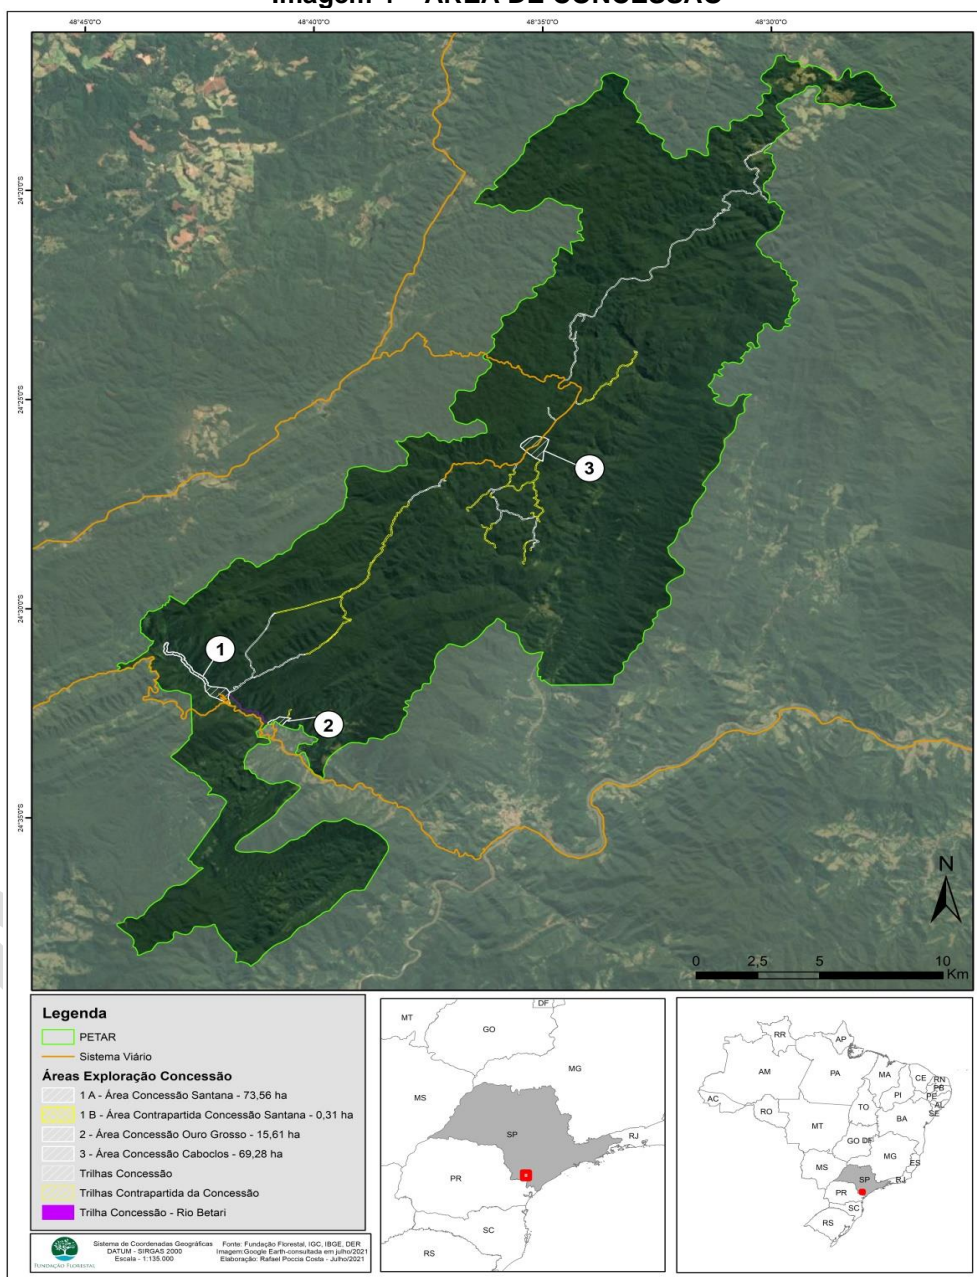 Imagem 1 – ÁREA DE CONCESSÃO
48°45'0"O 48°40'0"O 48°35'0"O 48°30'0"O
24°20'0"S
24°25'0"S
3
24°30'0"S
1
2
24°35'0"S
N
0 2,5 5 10
Km
Legenda
PETAR
Sistema Viário
Áreas Exploração Concessão
1 A - Área Concessão Santana - 73,56 ha
1 B - Área Contrapartida Concessão Santana - 0,31 ha
2 - Área Concessão Ouro Grosso - 15,61 ha
3 - Área Concessão Caboclos - 69,28 ha
Trilhas Concessão
Trilhas Contrapartida da Concessão
Trilha Concessão - Rio Betari
FUNDAÇÃO FLORESTAL
Sistema de Coordenadas Geográficas
DATUM - SIRGAS 2000
Escala - 1:135.000
Fonte: Fundação Florestal, IGC, IBGE, DER
Imagem:Google Earth-consultada em julho/2021
Elaboração: Rafael Poccia Costa - Julho/2021
DF
MT
GO
MG
MS
SP
RJ
PR
SC
RS
RR
AP
AM
PA
MA
CE
RN
PB
PE
AL
SE
PI
AC
RO
TO
BA
MT
GO
DF
MG
ES
MS
SP
RJ
PR
SC
RS